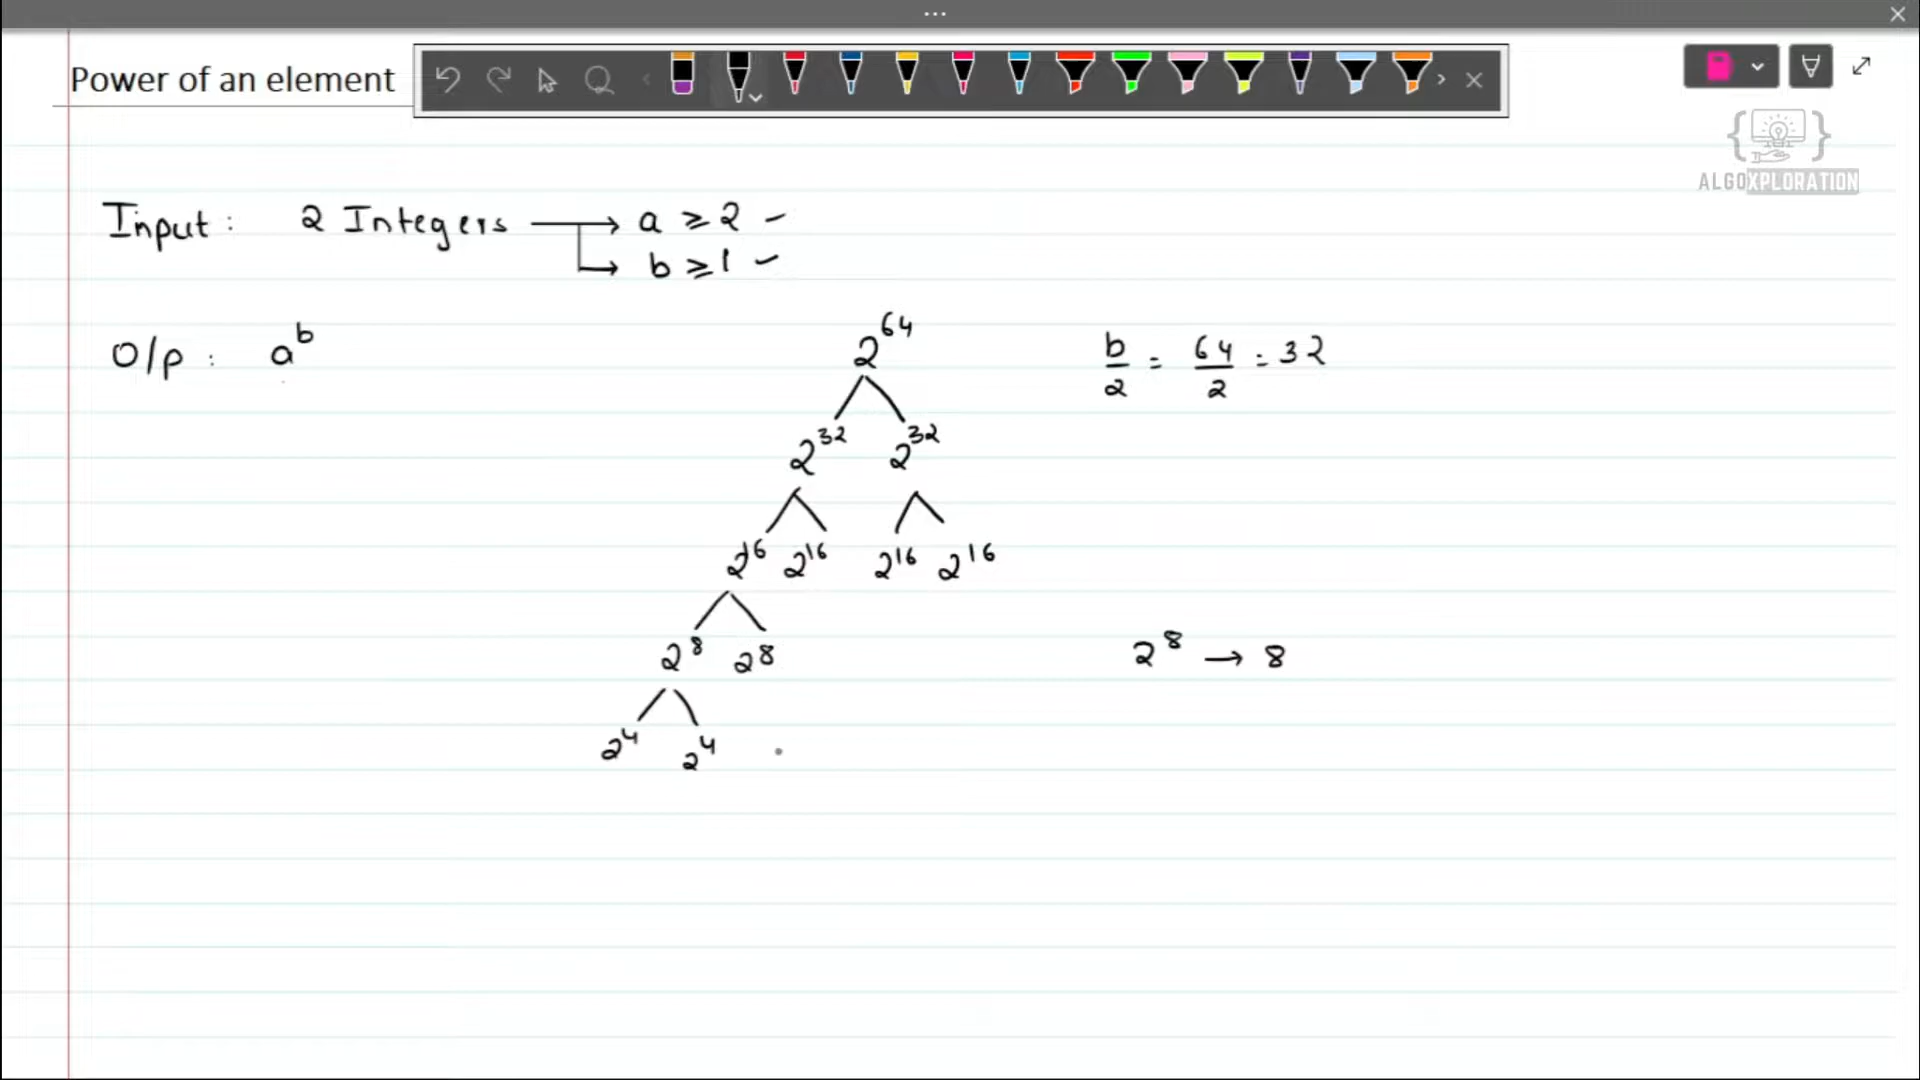 Power of an element
ALGOXPLORATION
Input: 2 Integers → a ≥ 2 –
→ b ≥ 1 –
O/p : a^b
2^64
b/2 = 64/2 = 32
2^32 2^32
2^16 2^16 2^16 2^16
2^8 2^8
2^8 → 8
2^4 2^4